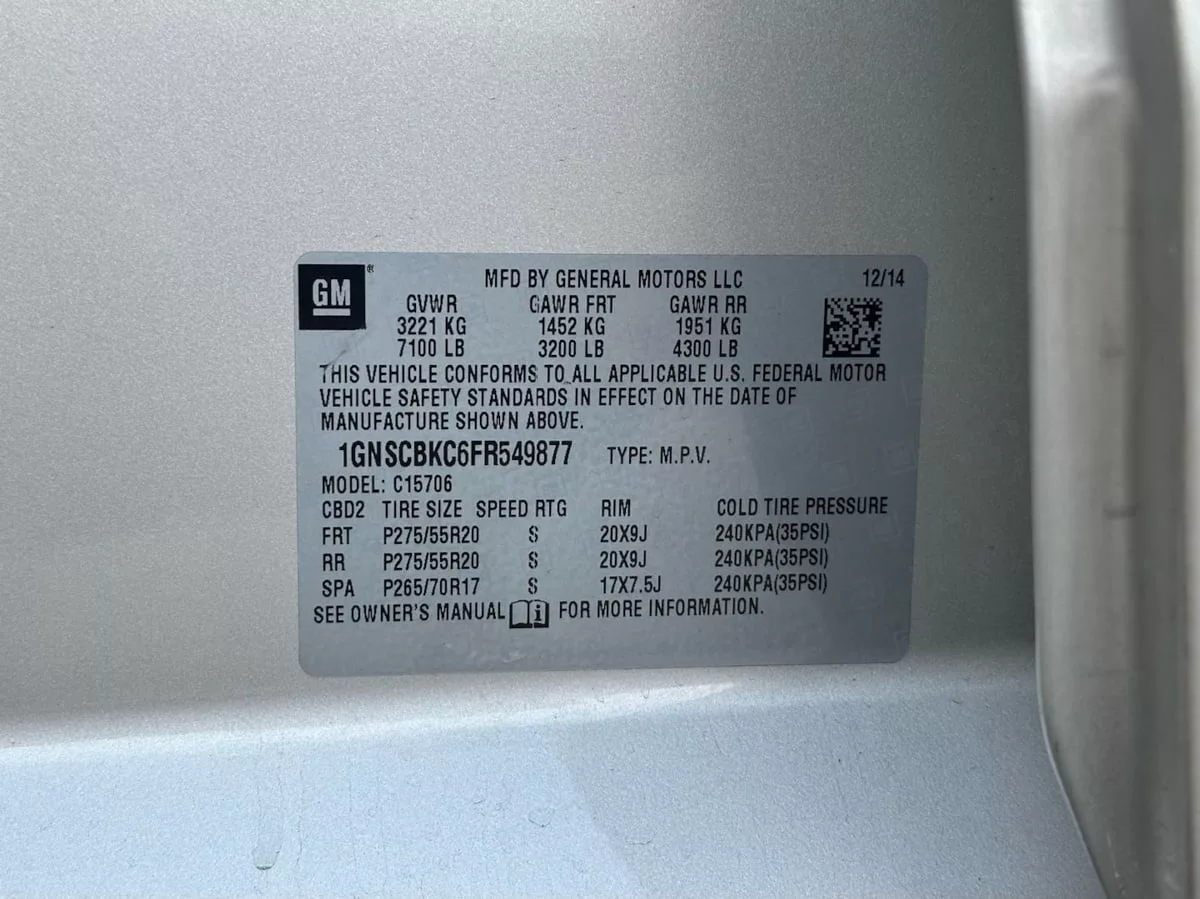 GM ®
MFD BY GENERAL MOTORS LLC 12/14
GVWR GAWR FRT GAWR RR
3221 KG 1452 KG 1951 KG
7100 LB 3200 LB 4300 LB
THIS VEHICLE CONFORMS TO ALL APPLICABLE U.S. FEDERAL MOTOR
VEHICLE SAFETY STANDARDS IN EFFECT ON THE DATE OF
MANUFACTURE SHOWN ABOVE.
1GNSCBKC6FR549877 TYPE: M.P.V.
MODEL: C15706
CBD2 TIRE SIZE SPEED RTG RIM COLD TIRE PRESSURE
FRT P275/55R20 S 20X9J 240KPA(35PSI)
RR P275/55R20 S 20X9J 240KPA(35PSI)
SPA P265/70R17 S 17X7.5J 240KPA(35PSI)
SEE OWNER'S MANUAL i FOR MORE INFORMATION.